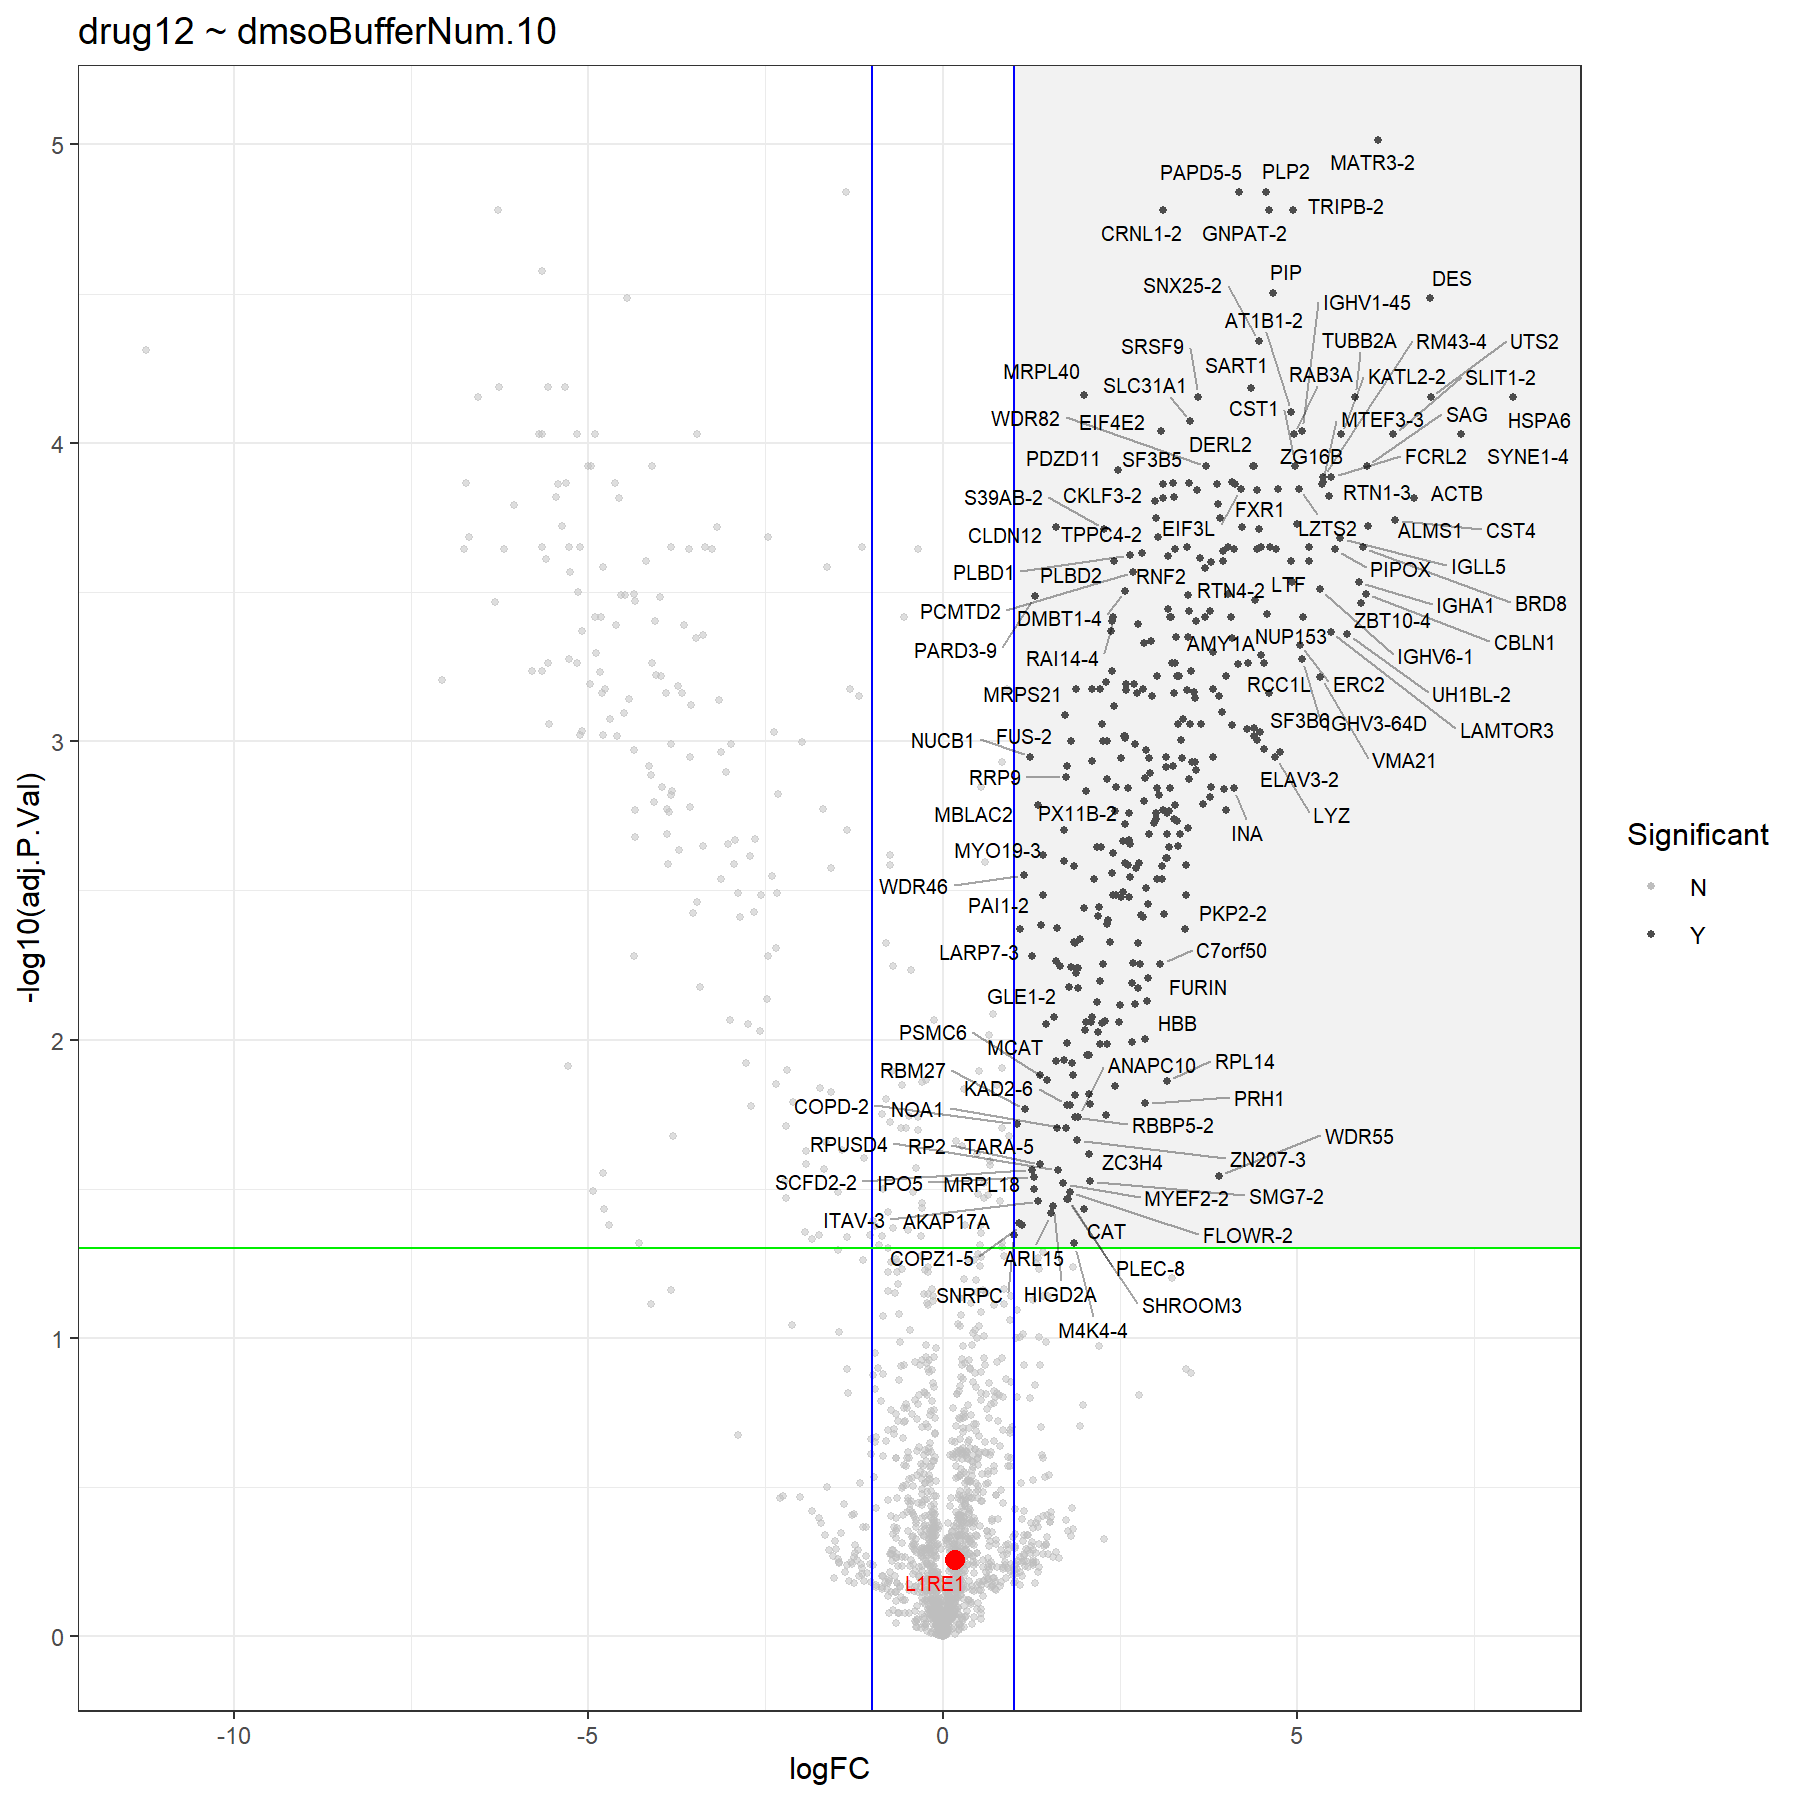 drug12 ~ dmsoBufferNum.10
5
MATR3-2
PAPD5-5
PLP2
TRIPB-2
CRNL1-2
GNPAT-2
PIP
DES
SNX25-2
IGHV1-45
AT1B1-2
TUBB2A
RM43-4
UTS2
SRSF9
SART1
MRPL40
SLC31A1
RAB3A
KATL2-2
SLIT1-2
CST1
SAG
WDR82
EIF4E2
MTEF3-3
HSPA6
4
DERL2
PDZD11
SF3B5
ZG16B
FCRL2
SYNE1-4
S39AB-2
CKLF3-2
RTN1-3
ACTB
FXR1
CLDN12
TPPC4-2
EIF3L
LZTS2
ALMS1
CST4
PLBD1
PLBD2
RNF2
PIPOX
IGLL5
RTN4-2
LTF
IGHA1
BRD8
PCMTD2
DMBT1-4
ZBT10-4
PARD3-9
AMY1A
NUP153
CBLN1
RAI14-4
IGHV6-1
MRPS21
RCC1L
ERC2
UH1BL-2
SF3B6
IGHV3-64D
LAMTOR3
3
NUCB1
FUS-2
VMA21
RRP9
ELAV3-2
MBLAC2
PX11B-2
LYZ
INA
MYO19-3
WDR46
PAI1-2
PKP2-2
LARP7-3
C7orf50
GLE1-2
FURIN
HBB
2
PSMC6
MCAT
RBM27
ANAPC10
RPL14
KAD2-6
COPD-2
NOA1
PRH1
RBBP5-2
WDR55
RPUSD4
RP2
TARA-5
ZC3H4
ZN207-3
SCFD2-2
IPO5
MRPL18
MYEF2-2
SMG7-2
ITAV-3
AKAP17A
CAT
FLOWR-2
COPZ1-5
ARL15
PLEC-8
SNRPC
HIGD2A
SHROOM3
M4K4-4
1
L1RE1
0
-10
-5
0
5
logFC
-log10(adj.P.Val)
Significant
N
Y